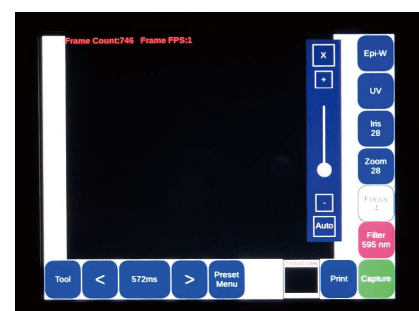 Frame Count:746 Frame FPS:1
X
+
-
Auto
Epi-W
UV
Iris
28
Zoom
28
Focus
Filter
595 nm
Tool
<
572ms
>
Preset
Menu
Print
Capture